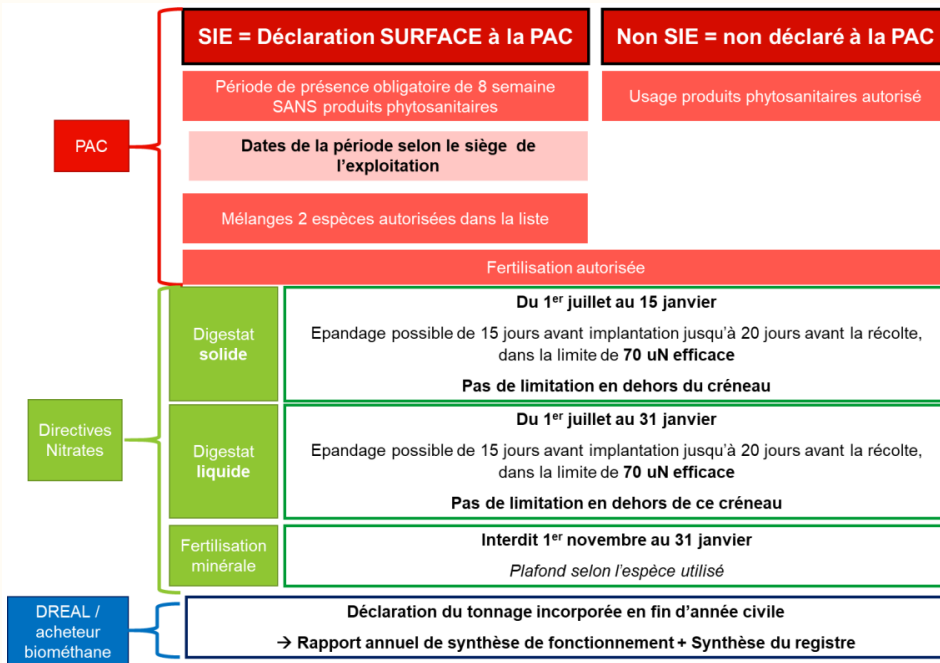 SIE = Déclaration SURFACE à la PAC
Non SIE = non déclaré à la PAC
PAC
Période de présence obligatoire de 8 semaine
SANS produits phytosanitaires
Usage produits phytosanitaires autorisé
Dates de la période selon le siège de
l'exploitation
Mélanges 2 espèces autorisées dans la liste
Fertilisation autorisée
Directives
Nitrates
Digestat
solide
Du 1er juillet au 15 janvier
Epandage possible de 15 jours avant implantation jusqu'à 20 jours avant la récolte,
dans la limite de 70 uN efficace
Pas de limitation en dehors du créneau
Digestat
liquide
Du 1er juillet au 31 janvier
Epandage possible de 15 jours avant implantation jusqu'à 20 jours avant la récolte,
dans la limite de 70 uN efficace
Pas de limitation en dehors de ce créneau
Fertilisation
minérale
Interdit 1er novembre au 31 janvier
Plafond selon l'espèce utilisé
DREAL /
acheteur
biométhane
Déclaration du tonnage incorporée en fin d'année civile
→ Rapport annuel de synthèse de fonctionnement + Synthèse du registre